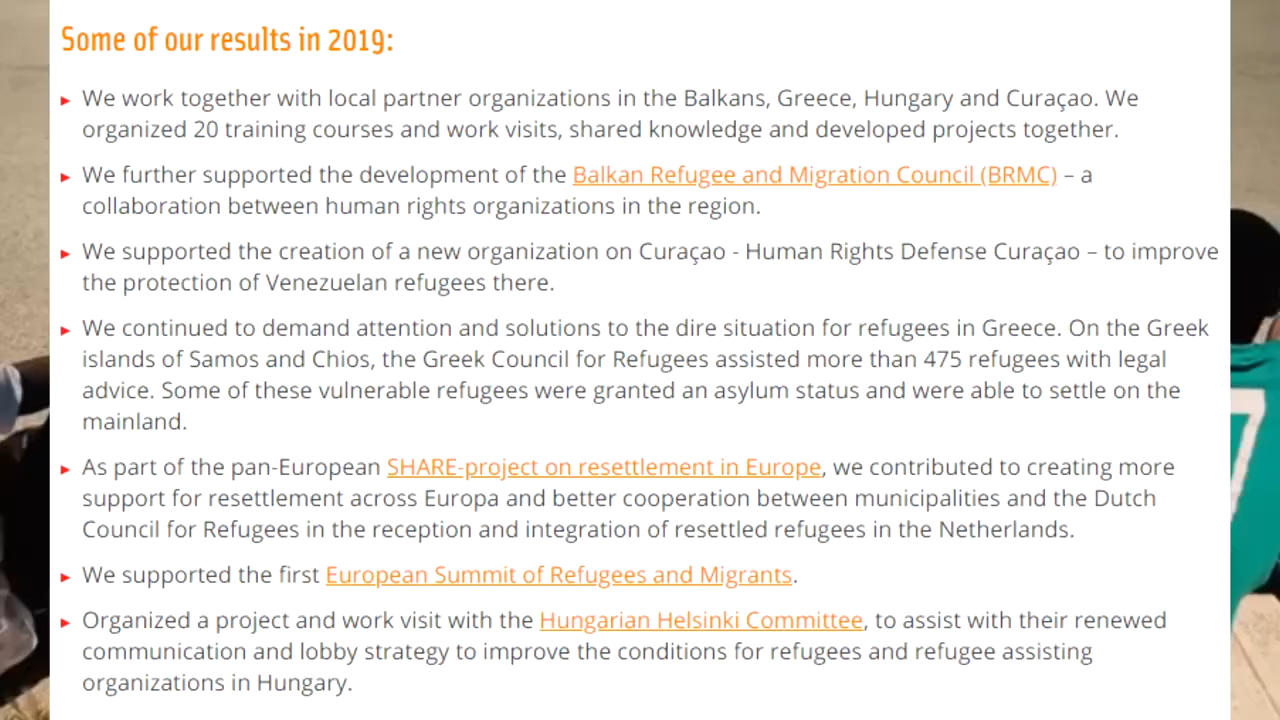 Some of our results in 2019:
We work together with local partner organizations in the Balkans, Greece, Hungary and Curaçao. We
organized 20 training courses and work visits, shared knowledge and developed projects together.
We further supported the development of the Balkan Refugee and Migration Council (BRMC) – a
collaboration between human rights organizations in the region.
We supported the creation of a new organization on Curaçao - Human Rights Defense Curaçao – to improve
the protection of Venezuelan refugees there.
We continued to demand attention and solutions to the dire situation for refugees in Greece. On the Greek
islands of Samos and Chios, the Greek Council for Refugees assisted more than 475 refugees with legal
advice. Some of these vulnerable refugees were granted an asylum status and were able to settle on the
mainland.
As part of the pan-European SHARE-project on resettlement in Europe, we contributed to creating more
support for resettlement across Europa and better cooperation between municipalities and the Dutch
Council for Refugees in the reception and integration of resettled refugees in the Netherlands.
We supported the first European Summit of Refugees and Migrants.
Organized a project and work visit with the Hungarian Helsinki Committee, to assist with their renewed
communication and lobby strategy to improve the conditions for refugees and refugee assisting
organizations in Hungary.
7